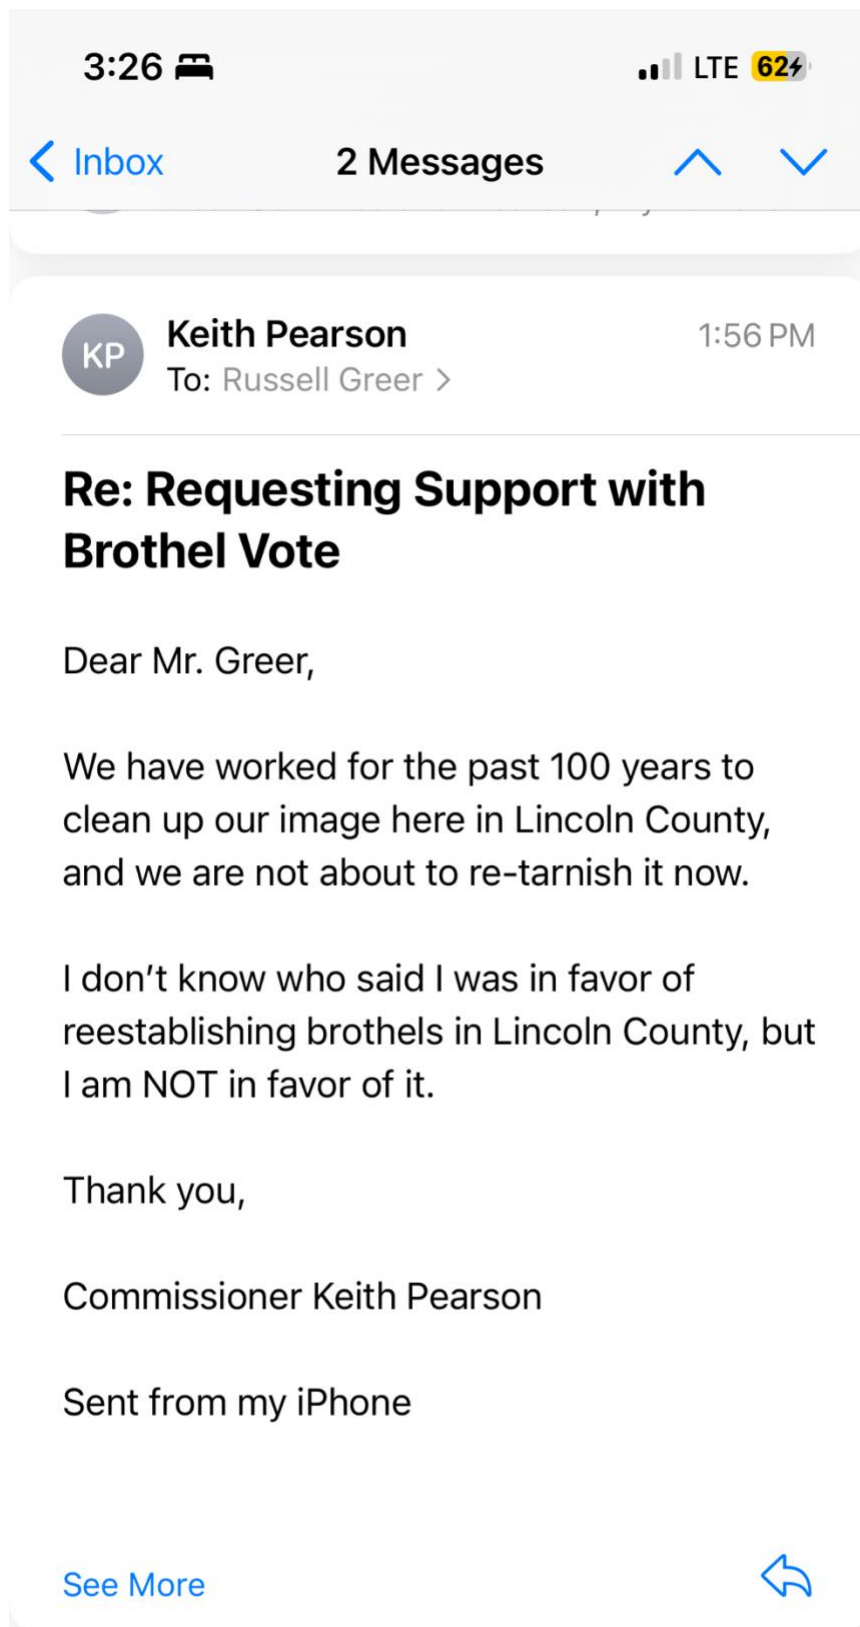 3:26
LTE 62
Inbox
2 Messages
KP
Keith Pearson
1:56 PM
To: Russell Greer
Re: Requesting Support with
Brothel Vote
Dear Mr. Greer,
We have worked for the past 100 years to
clean up our image here in Lincoln County,
and we are not about to re-tarnish it now.
I don't know who said I was in favor of
reestablishing brothels in Lincoln County, but
I am NOT in favor of it.
Thank you,
Commissioner Keith Pearson
Sent from my iPhone
See More